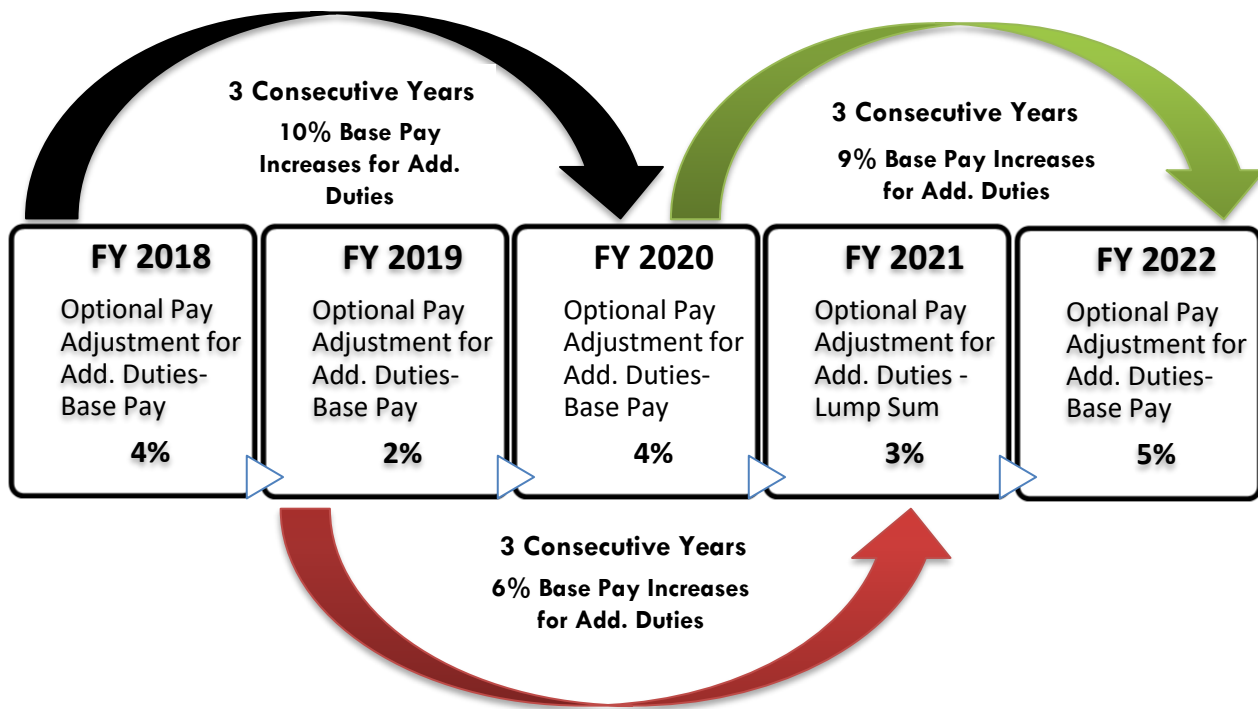 3 Consecutive Years
10% Base Pay
Increases for Add.
Duties
3 Consecutive Years
9% Base Pay Increases
for Add. Duties
FY 2018
Optional Pay
Adjustment for
Add. Duties-
Base Pay
4%
FY 2019
Optional Pay
Adjustment for
Add. Duties-
Base Pay
2%
FY 2020
Optional Pay
Adjustment for
Add. Duties-
Base Pay
4%
FY 2021
Optional Pay
Adjustment for
Add. Duties -
Lump Sum
3%
FY 2022
Optional Pay
Adjustment for
Add. Duties-
Base Pay
5%
3 Consecutive Years
6% Base Pay Increases
for Add. Duties